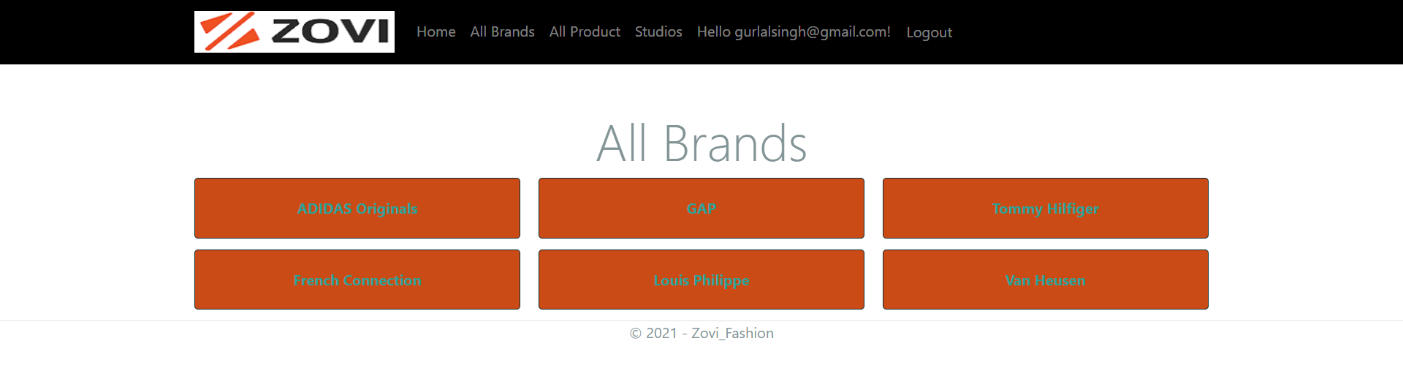 ZOVI Home All Brands All Product Studios Hello gurlalsingh@gmail.com! Logout
All Brands
ADIDAS Originals GAP Tommy Hilfiger
French Connection Louis Philippe Van Heusen
© 2021 - Zovi_Fashion